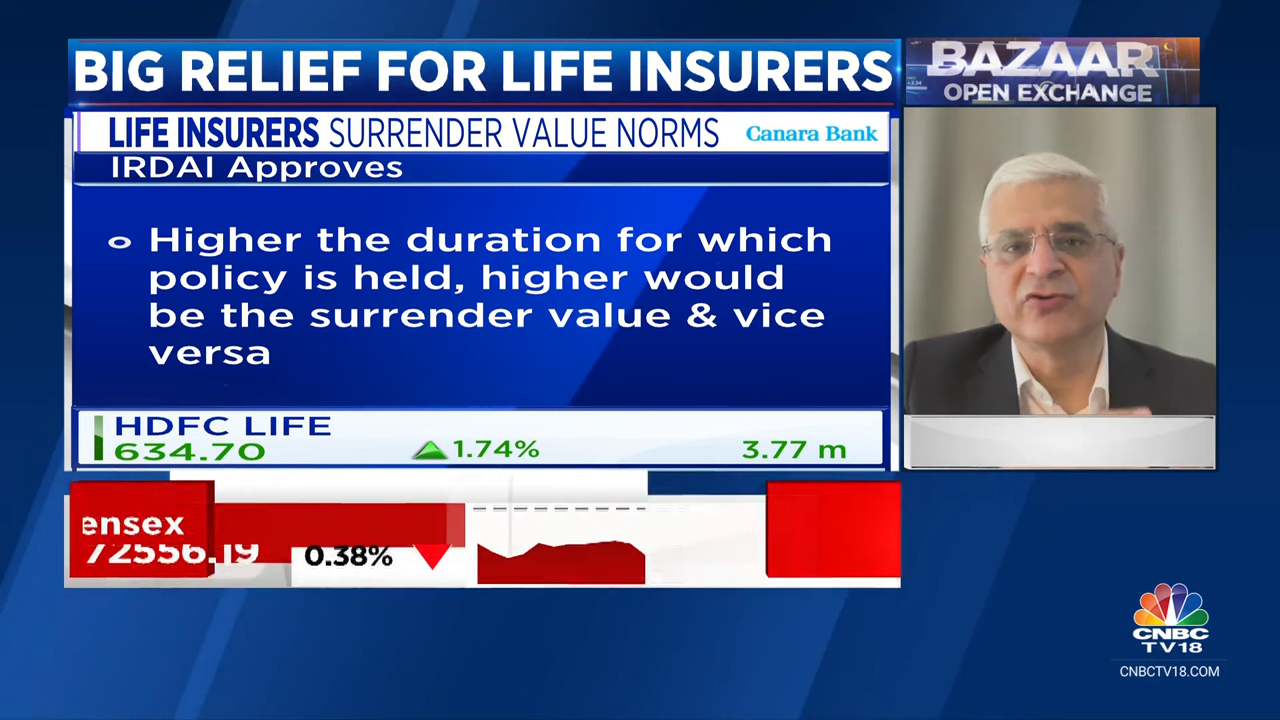 BIG RELIEF FOR LIFE INSURERS
LIFE INSURERS SURRENDER VALUE NORMS
Canara Bank
IRDAI Approves
Higher the duration for which
policy is held, higher would
be the surrender value & vice
versa
HDFC LIFE
634.70 1.74% 3.77 m
ensex
72556.19 0.38%
BAZAAR
OPEN EXCHANGE
CNBC
TV18
CNBCTV18.COM